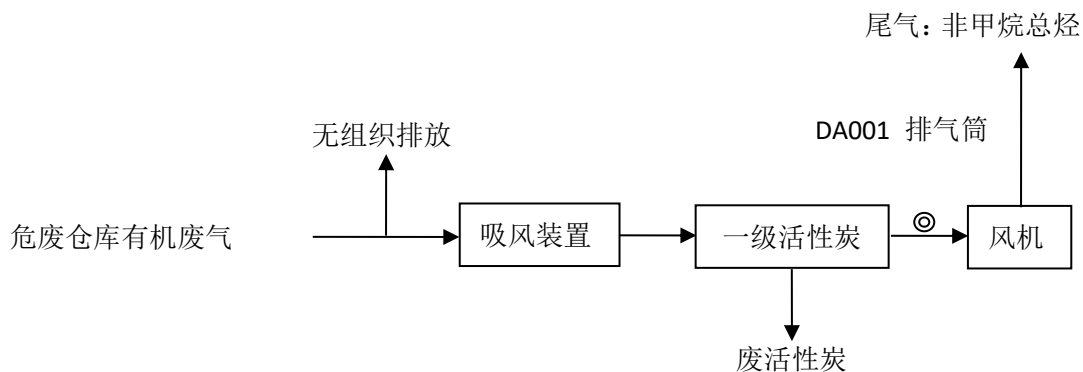 尾气：非甲烷总烃
DA001 排气筒
无组织排放
危废仓库有机废气
吸风装置
一级活性炭
◎
风机
废活性炭